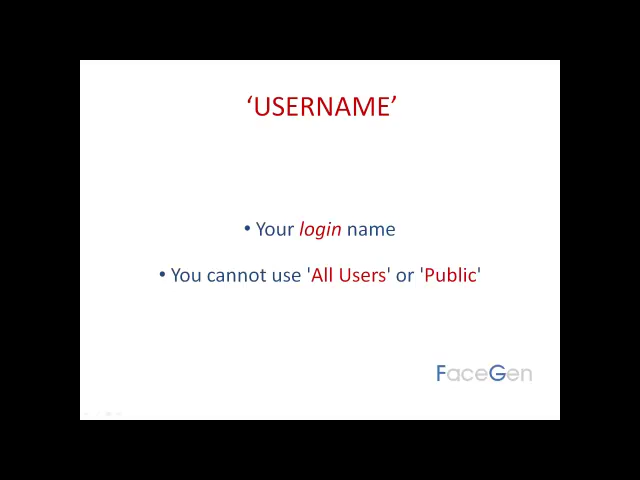 ‘USERNAME’
• Your login name
• You cannot use 'All Users' or 'Public'
FaceGen